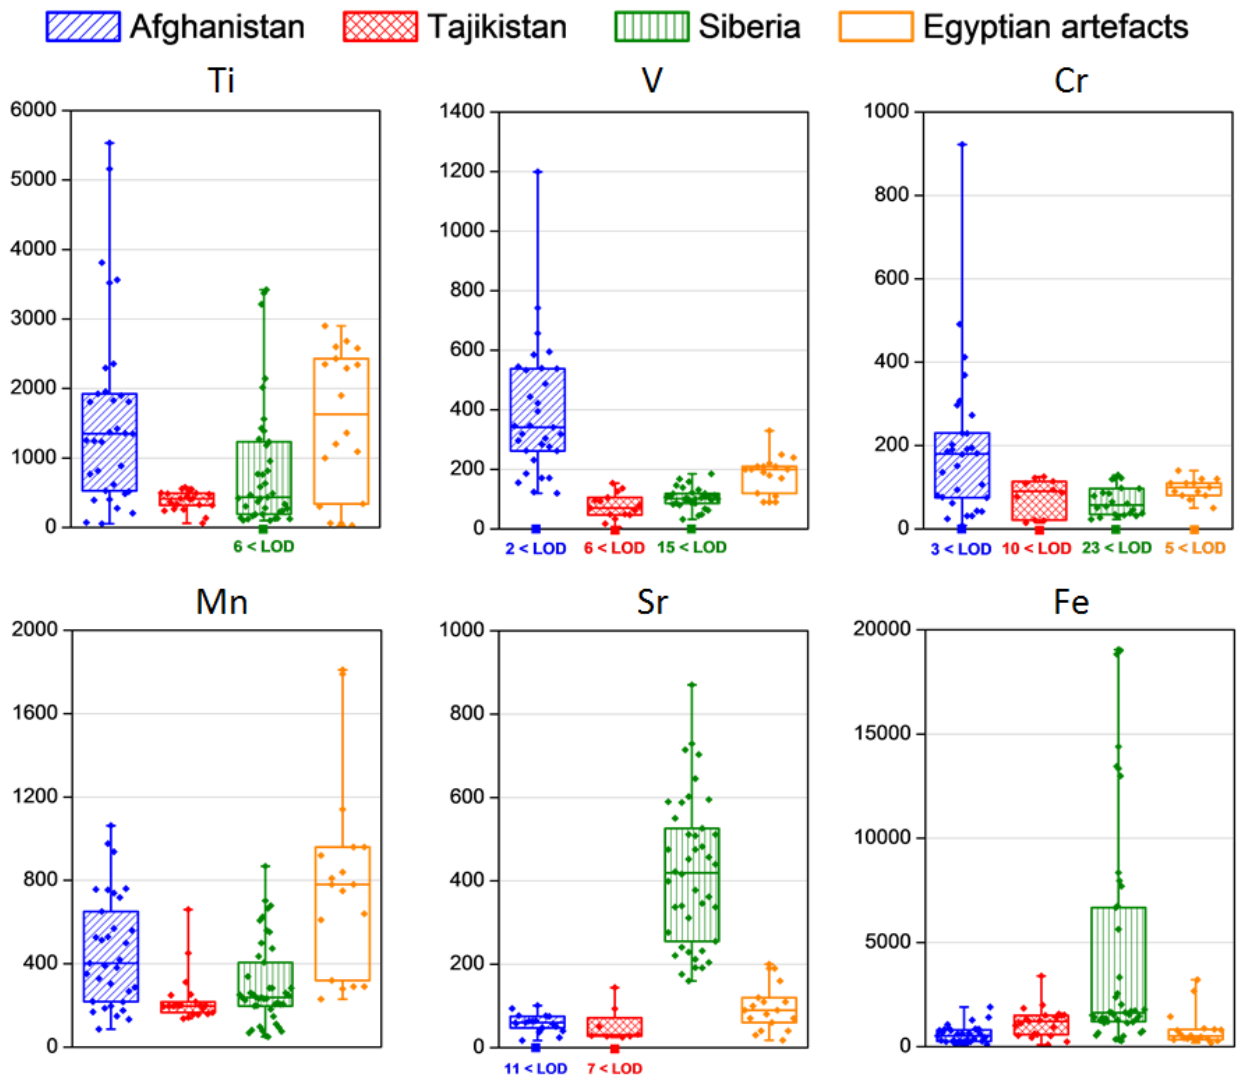 Afghanistan Tajikistan Siberia Egyptian artefacts
Ti V Cr
6000 1400 1000
5000 1200 800
4000 1000 600
3000 800 400
2000 600 200
1000 400 0
0 200
0
6 < LOD 2 < LOD 6 < LOD 15 < LOD 3 < LOD 10 < LOD 23 < LOD 5 < LOD
Mn Sr Fe
2000 1000 20000
1600 800 15000
1200 600 10000
800 400 5000
400 200 0
0 0
11 < LOD 7 < LOD